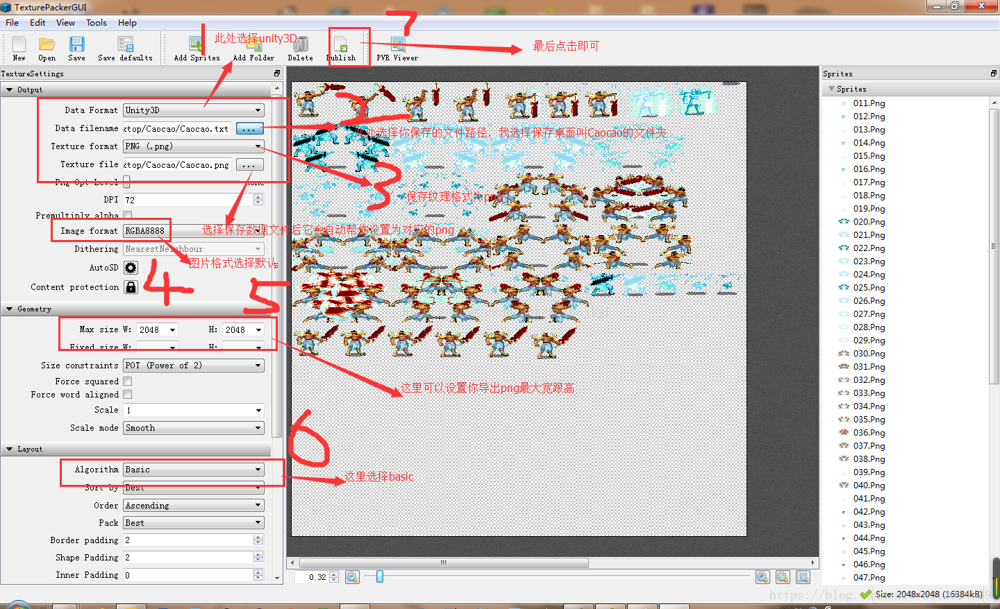 TexturePackerGUI
File Edit View Tools Help
1 此处选择unity3D
7
最后点击即可
New Open Save Save defaults Add Sprites Add Folder Delete Publish PVR Viewer
TextureSettings
Output
Data Format Unity3D
Data filename ktop/Caocao/Caocao.txt ...
2
此处选择你保存的文件路径，我选择保存桌面叫Caocao的文件夹
Texture format PNG (.png)
Texture file ktop/Caocao/Caocao.png ...
3
保存纹理格式为png
Png Opt Level none
DPI 72
Premultiply alpha
选择保存数据文件后它会自动帮你设置为对应的png
Image format RGBA8888
Dithering NearestNeighbour
图片格式选择默认
AutoSD
Content protection
4
5
Geometry
Max size W: 2048 H: 2048
Fixed size W: H:
这里可以设置你导出png最大宽跟高
Size constraints POT (Power of 2)
Force squared
Force word aligned
Scale 1
Scale mode Smooth
6
Layout
Algorithm Basic
这里选择basic
Sort by Best
Order Ascending
Pack Best
Border padding 2
Shape Padding 2
Inner Padding 0
0.32
Sprites
Sprites
011.Png
012.Png
013.Png
014.Png
015.Png
016.Png
017.Png
018.Png
019.Png
020.Png
021.Png
022.Png
023.Png
024.Png
025.Png
026.Png
027.Png
028.Png
029.Png
030.Png
031.Png
032.Png
033.Png
034.Png
035.Png
036.Png
037.Png
038.Png
039.Png
040.Png
041.Png
042.Png
043.Png
044.Png
045.Png
046.Png
047.Png
Size: 2048x2048 (16384kB)
https://blog.